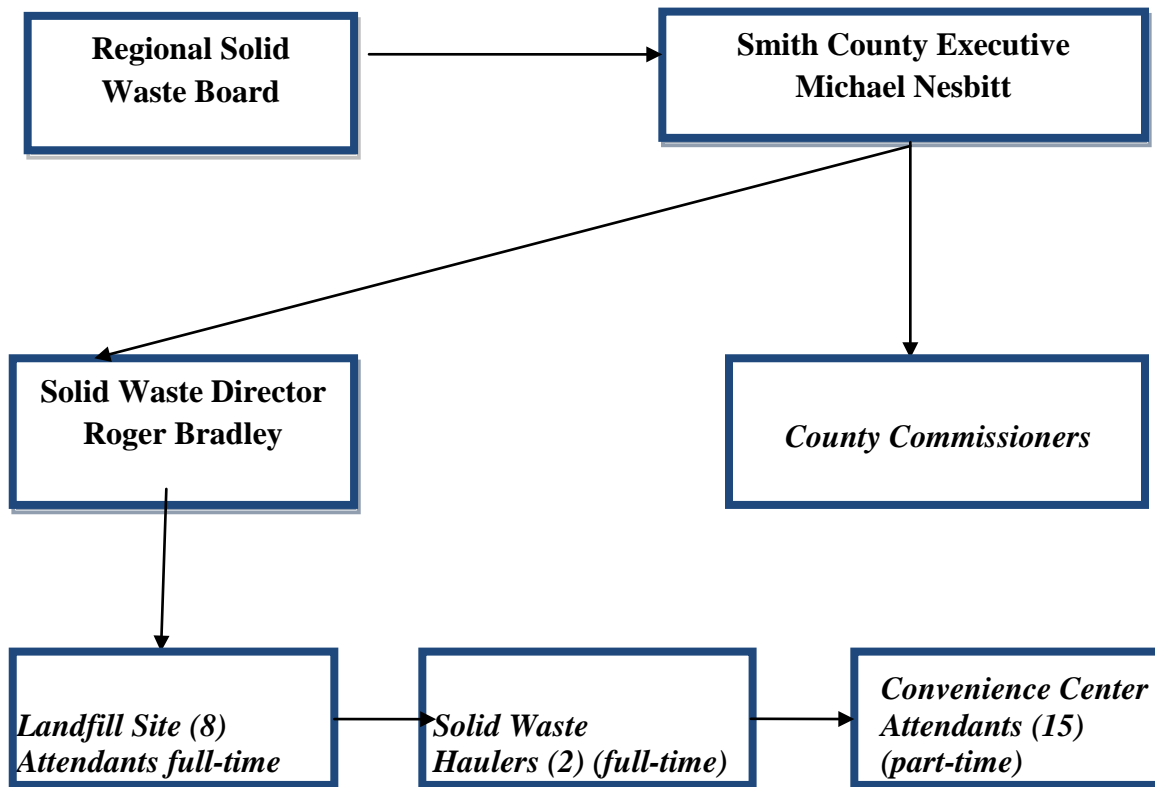 Regional Solid
Waste Board
Smith County Executive
Michael Nesbitt
Solid Waste Director
Roger Bradley
County Commissioners
Landfill Site (8)
Attendants full-time
Solid Waste
Haulers (2) (full-time)
Convenience Center
Attendants (15)
(part-time)